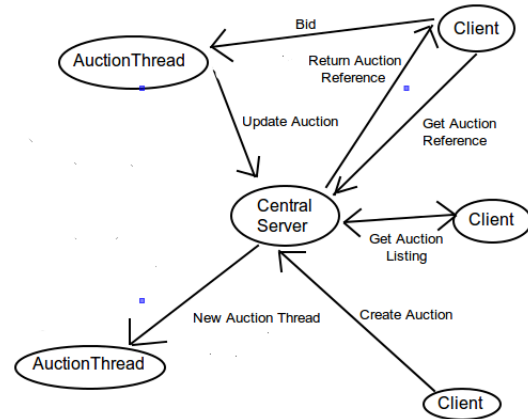 Bid
Client
AuctionThread
Return Auction
Reference
Update Auction
Get Auction
Reference
Central
Server
Client
Get Auction
Listing
New Auction Thread
Create Auction
AuctionThread
Client